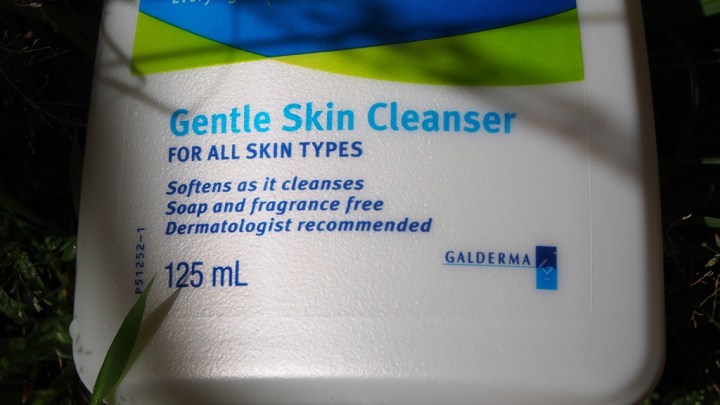 Gentle Skin Cleanser
FOR ALL SKIN TYPES
Softens as it cleanses
Soap and fragrance free
Dermatologist recommended
GALDERMA
125 mL
P51252-1